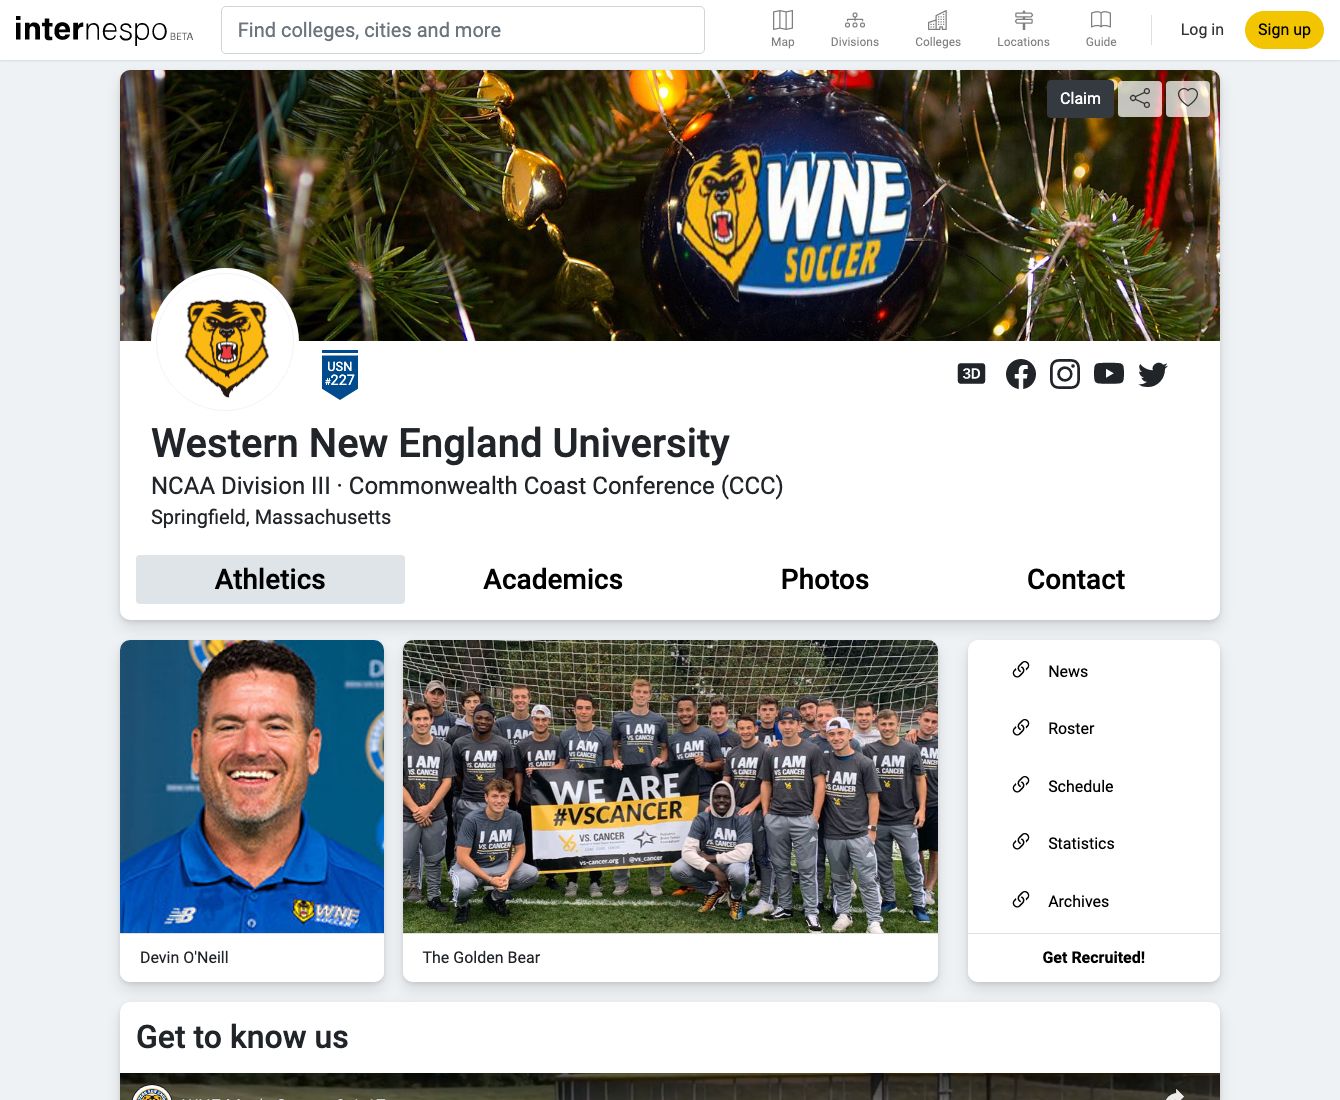 internespo BETA
Find colleges, cities and more
Map
Divisions
Colleges
Locations
Guide
Log in
Sign up
Claim
WNE
SOCCER
USN
#227
3D
Western New England University
NCAA Division III · Commonwealth Coast Conference (CCC)
Springfield, Massachusetts
Athletics
Academics
Photos
Contact
WNE
SOCCER
Devin O'Neill
I AM
VS. CANCER
WE ARE
#VSCANCER
VS. CANCER
vs-cancer.org | @vs_cancer
The Golden Bear
News
Roster
Schedule
Statistics
Archives
Get Recruited!
Get to know us